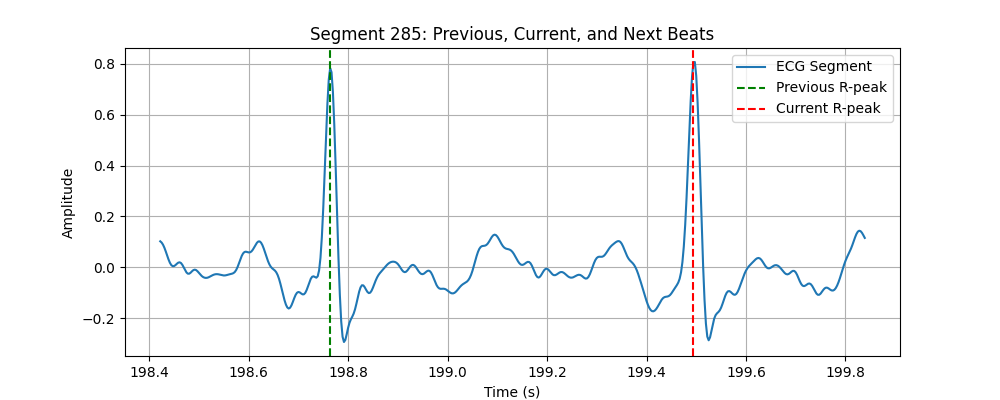 Segment 285: Previous, Current, and Next Beats
ECG Segment
Previous R-peak
Current R-peak
Amplitude
0.8
0.6
0.4
0.2
0.0
−0.2
198.4 198.6 198.8 199.0 199.2 199.4 199.6 199.8
Time (s)